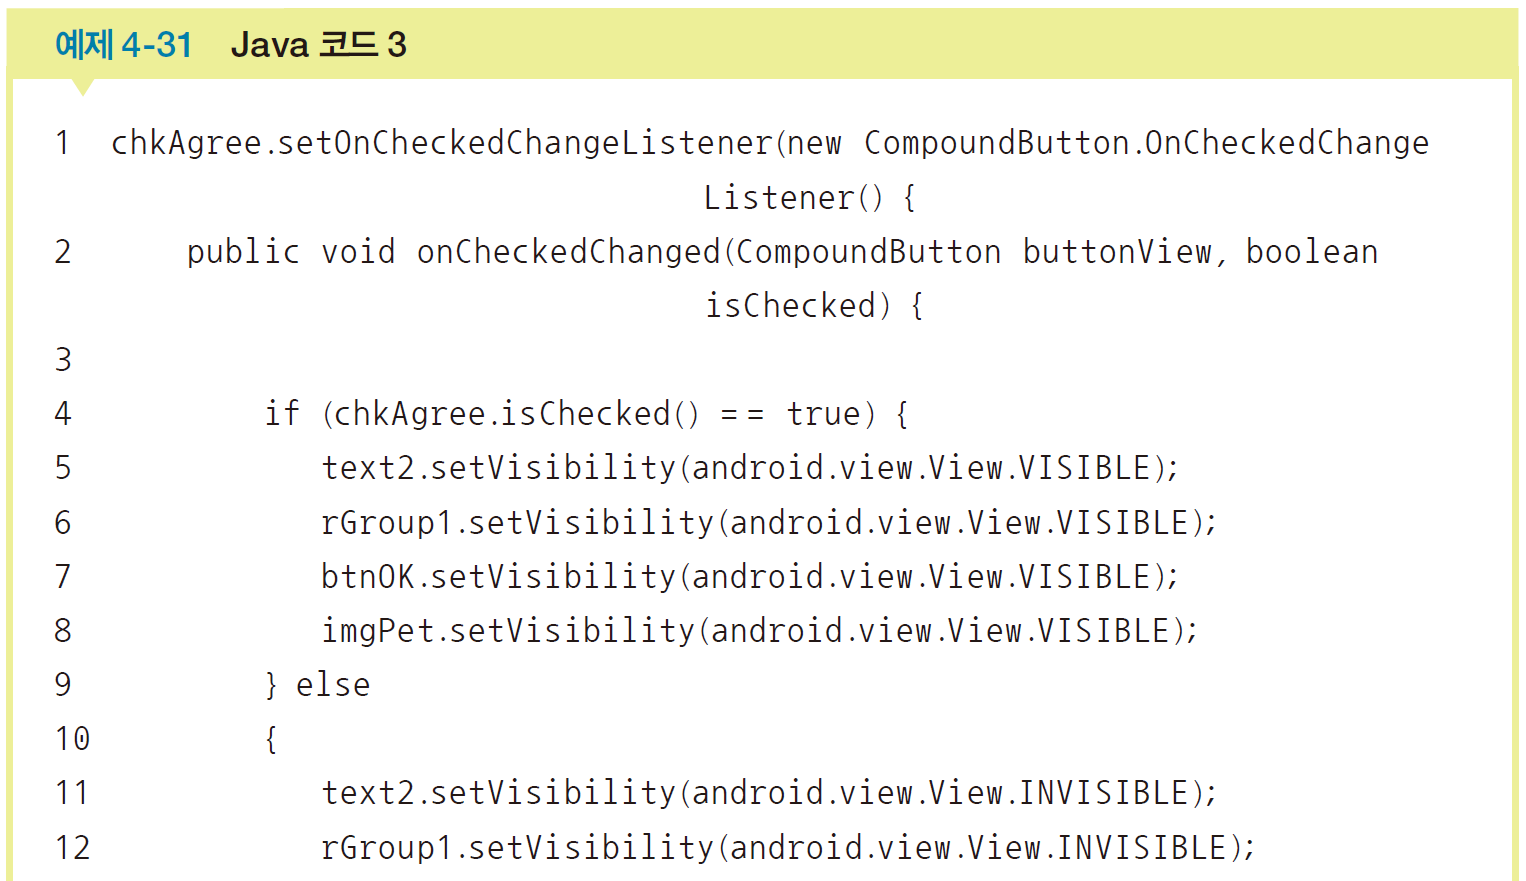 예제 4-31 Java 코드 3
1 chkAgree.setOnCheckedChangeListener(new CompoundButton.OnCheckedChange
Listener() {
2 public void onCheckedChanged(CompoundButton buttonView, boolean
isChecked) {
3
4 if (chkAgree.isChecked() == true) {
5 text2.setVisibility(android.view.View.VISIBLE);
6 rGroup1.setVisibility(android.view.View.VISIBLE);
7 btnOK.setVisibility(android.view.View.VISIBLE);
8 imgPet.setVisibility(android.view.View.VISIBLE);
9 } else
10 {
11 text2.setVisibility(android.view.View.INVISIBLE);
12 rGroup1.setVisibility(android.view.View.INVISIBLE);